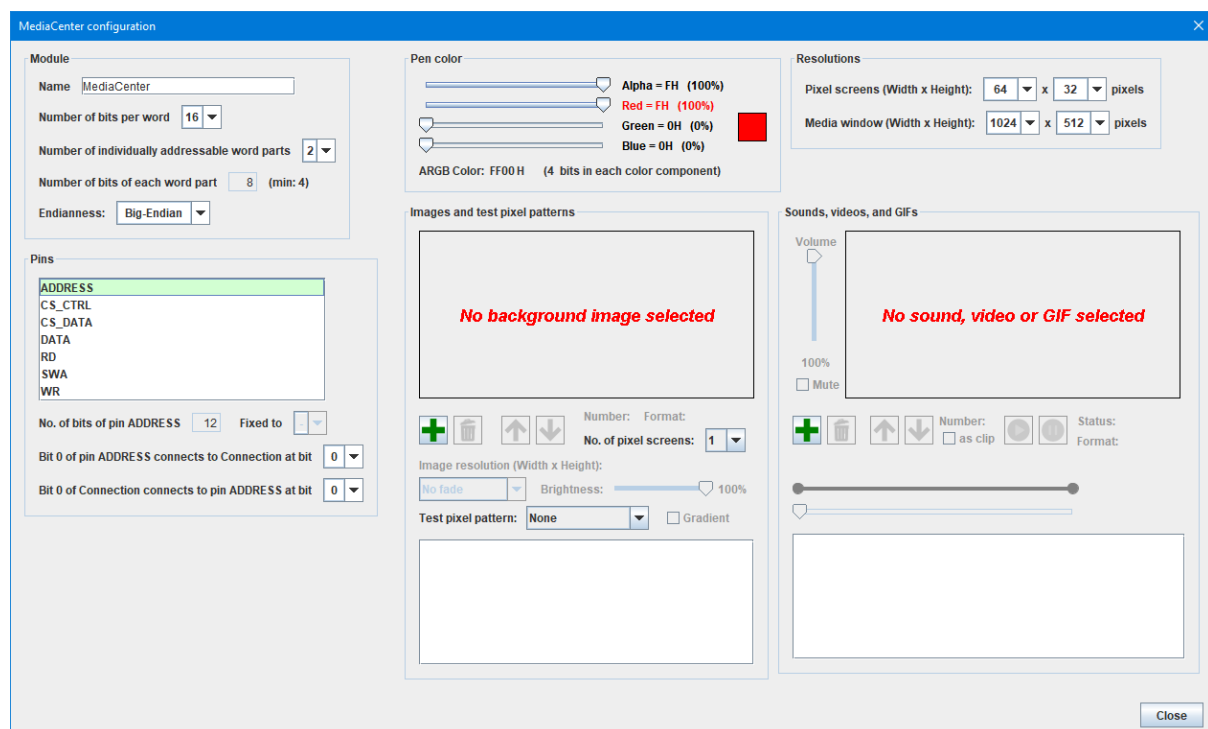 MediaCenter configuration
Module
Name MediaCenter
Number of bits per word 16
Number of individually addressable word parts 2
Number of bits of each word part 8 (min: 4)
Endianness: Big-Endian
Pins
ADDRESS
CS_CTRL
CS_DATA
DATA
RD
SWA
WR
No. of bits of pin ADDRESS 12 Fixed to -
Bit 0 of pin ADDRESS connects to Connection at bit 0
Bit 0 of Connection connects to pin ADDRESS at bit 0
Pen color
Alpha = FH (100%)
Red = FH (100%)
Green = 0H (0%)
Blue = 0H (0%)
ARGB Color: FF00 H (4 bits in each color component)
Resolutions
Pixel screens (Width x Height): 64 x 32 pixels
Media window (Width x Height): 1024 x 512 pixels
Images and test pixel patterns
No background image selected
Number: Format:
No. of pixel screens: 1
Image resolution (Width x Height):
No fade Brightness: 100%
Test pixel pattern: None Gradient
Sounds, videos, and GIFs
Volume
No sound, video or GIF selected
100%
Mute
Number: Status:
as clip Format:
Close